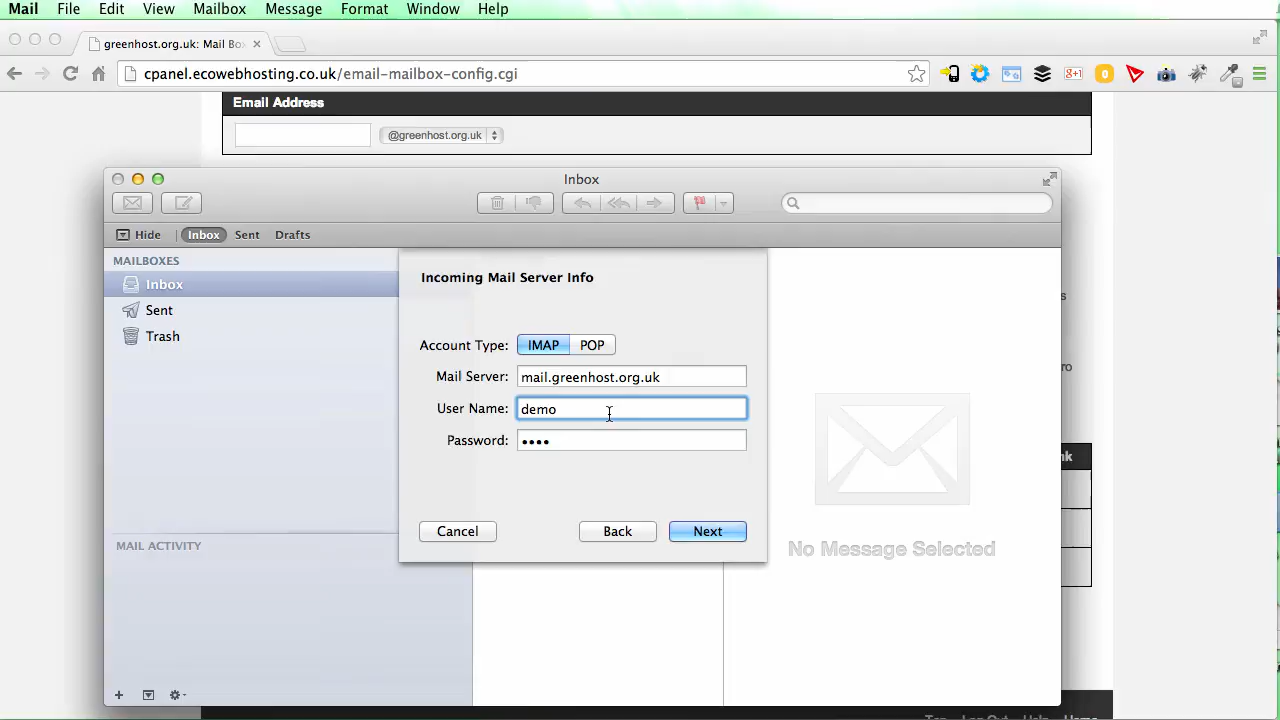 Mail File Edit View Mailbox Message Format Window Help
greenhost.org.uk: Mail Bo
cpanel.ecowebhosting.co.uk/email-mailbox-config.cgi
Email Address
@greenhost.org.uk
Inbox
Hide Inbox Sent Drafts
MAILBOXES
Inbox
Sent
Trash
Incoming Mail Server Info
Account Type: IMAP POP
Mail Server: mail.greenhost.org.uk
User Name: demo
Password: ••••
Cancel Back Next
No Message Selected
MAIL ACTIVITY